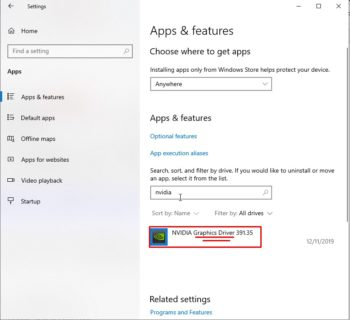 Settings
Home
Apps & features
Find a setting
Choose where to get apps
Apps
Installing apps only from Windows Store helps protect your device.
Anywhere
Apps & features
Default apps
Apps & features
Optional features
Offline maps
App execution aliases
Apps for websites
Search, sort, and filter by drive. If you would like to uninstall or
move an app, select it from the list.
Video playback
nvidia
Startup
Sort by: Name
Filter by: All drives
NVIDIA Graphics Driver 391.35
12/11/2019
Related settings
Programs and Features